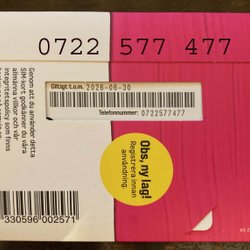 0722 577 477
Giltigt t.o.m. 2026-06-30
Telefonnummer: 0722577477
Genom att du använder detta
SIM-kort godkänner du våra
allmänna villkor och vår
integritetspolicy som finns
Obs, ny lag!
Registrera innan
användning.
330596 002571